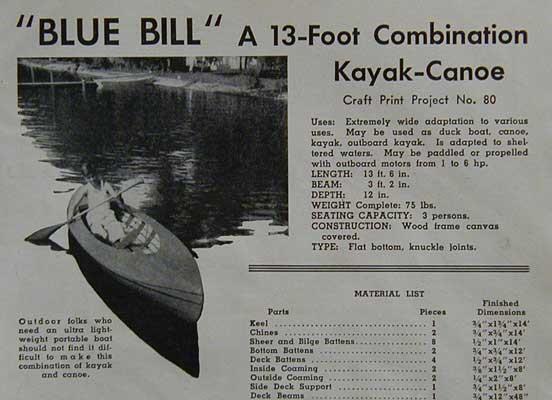 "BLUE BILL" A 13-Foot Combination
Kayak-Canoe
Craft Print Project No. 80
Uses: Extremely wide adaptation to various
uses. May be used as duck boat, canoe,
kayak, outboard kayak. Is adapted to shel-
tered waters. May be paddled or propelled
with outboard motors from 1 to 6 hp.
LENGTH: 13 ft. 6 in.
BEAM: 3 ft. 2 in.
DEPTH: 12 in.
WEIGHT Complete: 75 lbs.
SEATING CAPACITY: 3 persons.
CONSTRUCTION: Wood frame canvas
covered.
TYPE: Flat bottom, knuckle joints.
Outdoor folks who
need an ultra light-
weight portable boat
should not find it dif-
ficult to make this
combination of kayak
and canoe.
MATERIAL LIST
Finished
Parts Pieces Dimensions
Keel 1 ¾"x1¾"x14'
Chines 2 ¾"x¾"x14'
Sheer and Bilge Battens 8 ½"x1"x14'
Bottom Battens 2 ¾"x¾"x12'
Deck Battens 4 ½"x¾"x12'
Inside Coaming 2 ¾"x1½"x8'
Outside Coaming 2 ¼"x2"x8'
Side Deck Support 1 ¾"x1½"x8'
Deck Beams 1 ¾"x12"x48"